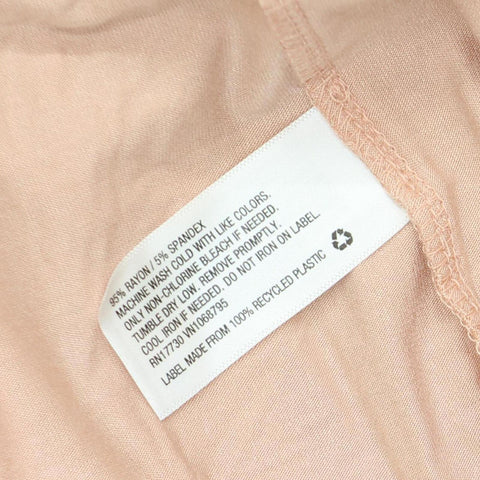 95% RAYON / 5% SPANDEX
MACHINE WASH COLD WITH LIKE COLORS.
ONLY NON-CHLORINE BLEACH IF NEEDED.
TUMBLE DRY LOW. REMOVE PROMPTLY.
COOL IRON IF NEEDED. DO NOT IRON ON LABEL.
RN17730 VN1068795
LABEL MADE FROM 100% RECYCLED PLASTIC